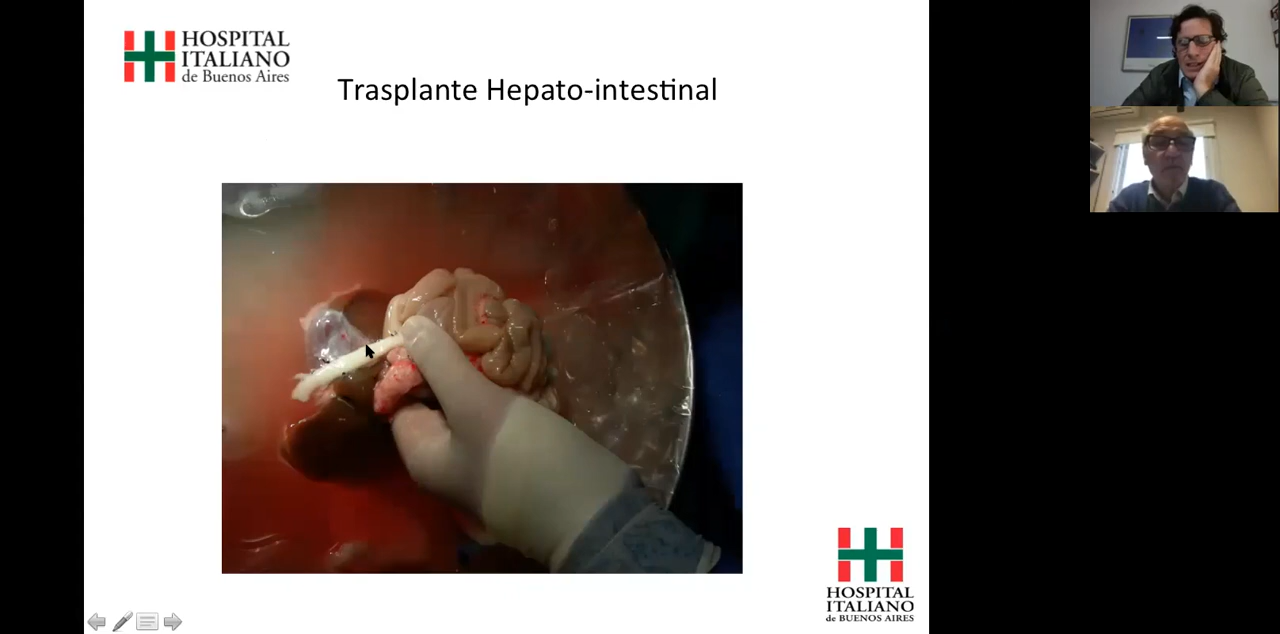 HOSPITAL
ITALIANO
de Buenos Aires
Trasplante Hepato-intestinal
HOSPITAL
ITALIANO
de BUENOS AIRES